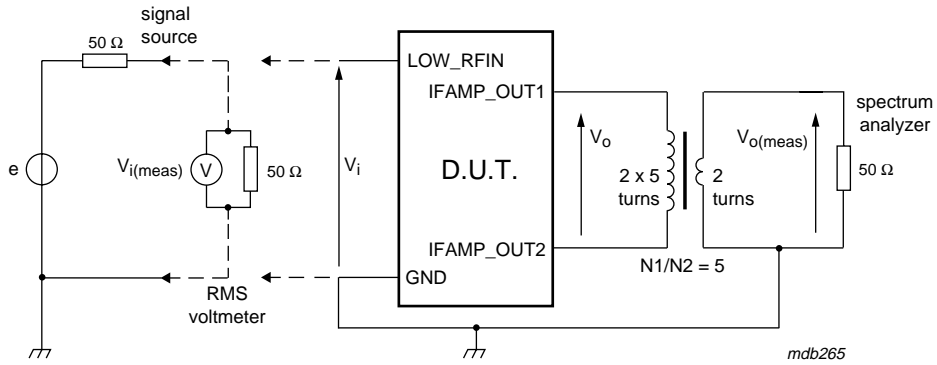 signal
source
50 Ω
e
Vi(meas)
V
50 Ω
RMS
voltmeter
Vi
LOW_RFIN
IFAMP_OUT1
D.U.T.
IFAMP_OUT2
GND
Vo
2 x 5
turns
2
turns
N1/N2 = 5
Vo(meas)
spectrum
analyzer
50 Ω
mdb265